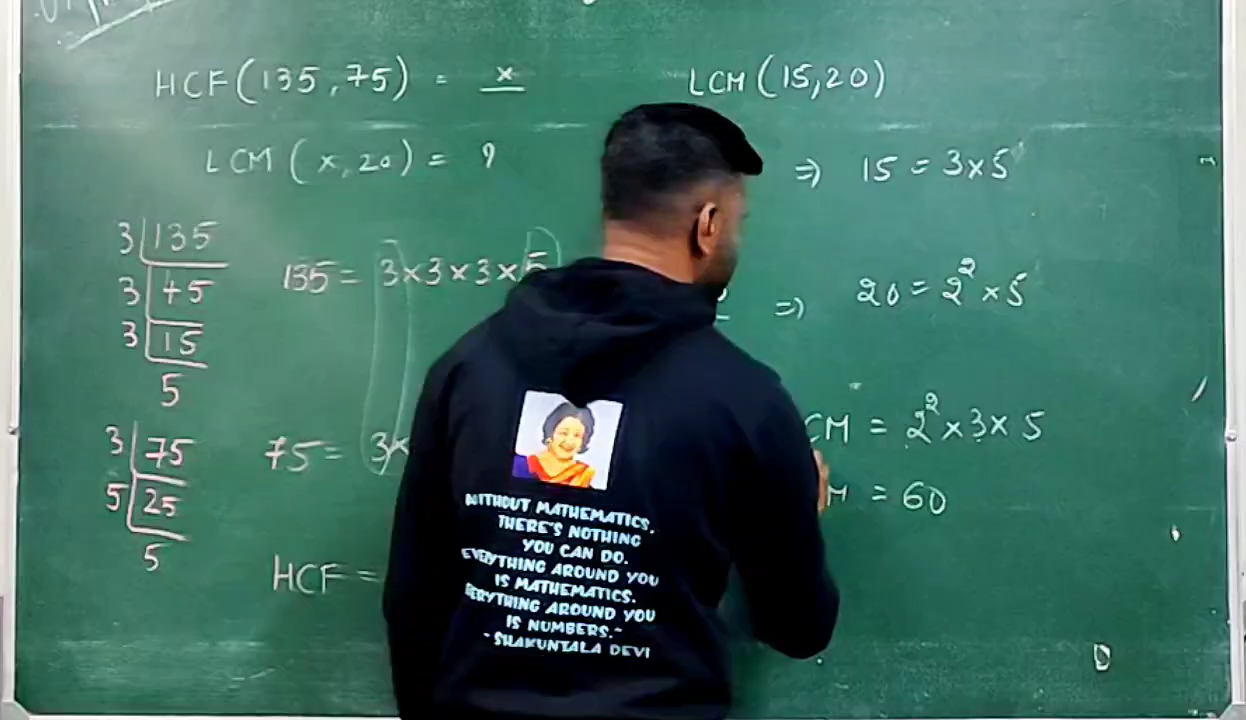 HCF(135,75) = x
LCM(x,20) = ?
3 135
3 45
3 15
5
135 = 3×3×3×5
3 75
5 25
5
75 = 3×
HCF =
LCM(15,20)
⇒ 15 = 3×5
⇒ 20 = 2²×5
CM = 2²×3×5
M = 60
WITHOUT MATHEMATICS.
THERE'S NOTHING
YOU CAN DO.
EVERYTHING AROUND YOU
IS MATHEMATICS.
EVERYTHING AROUND YOU
IS NUMBERS."
- SHAKUNTALA DEVI